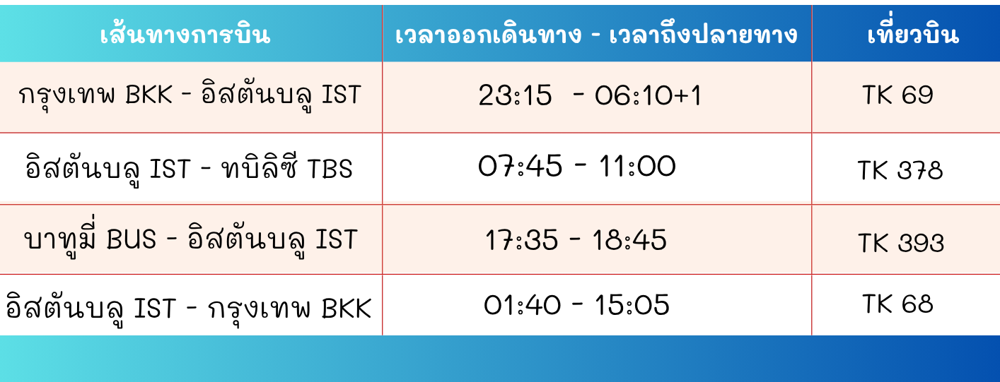 เส้นทางการบิน เวลาออกเดินทาง - เวลาถึงปลายทาง เที่ยวบิน
กรุงเทพ BKK - อิสตันบลู IST 23:15 - 06:10+1 TK 69
อิสตันบลู IST - ทบิลิซี TBS 07:45 - 11:00 TK 378
บาทูมี่ BUS - อิสตันบลู IST 17:35 - 18:45 TK 393
อิสตันบลู IST - กรุงเทพ BKK 01:40 - 15:05 TK 68